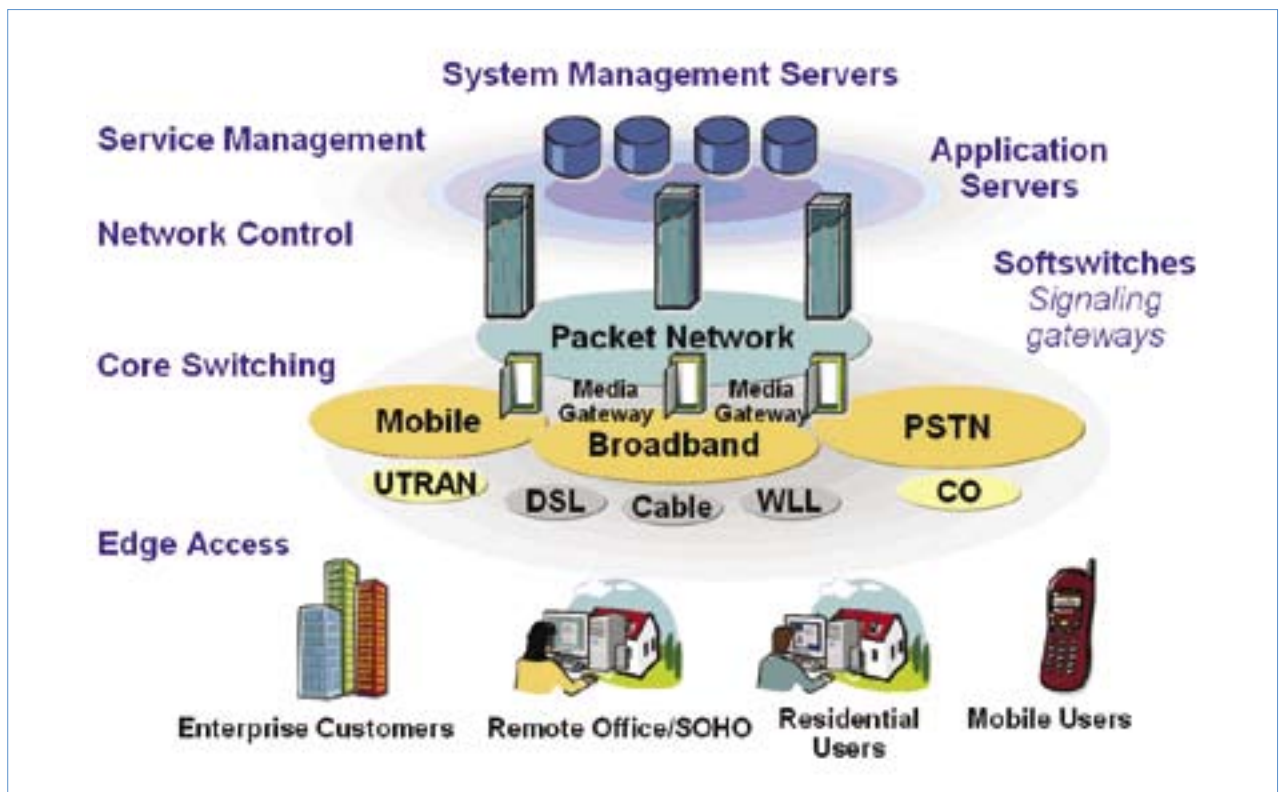 System Management Servers
Service Management
Application
Servers
Network Control
Softswitches
Signaling
gateways
Packet Network
Core Switching
Media
Gateway
Media
Gateway
Mobile
Broadband
PSTN
UTRAN
DSL
Cable
WLL
CO
Edge Access
Enterprise Customers
Remote Office/SOHO
Residential
Users
Mobile Users